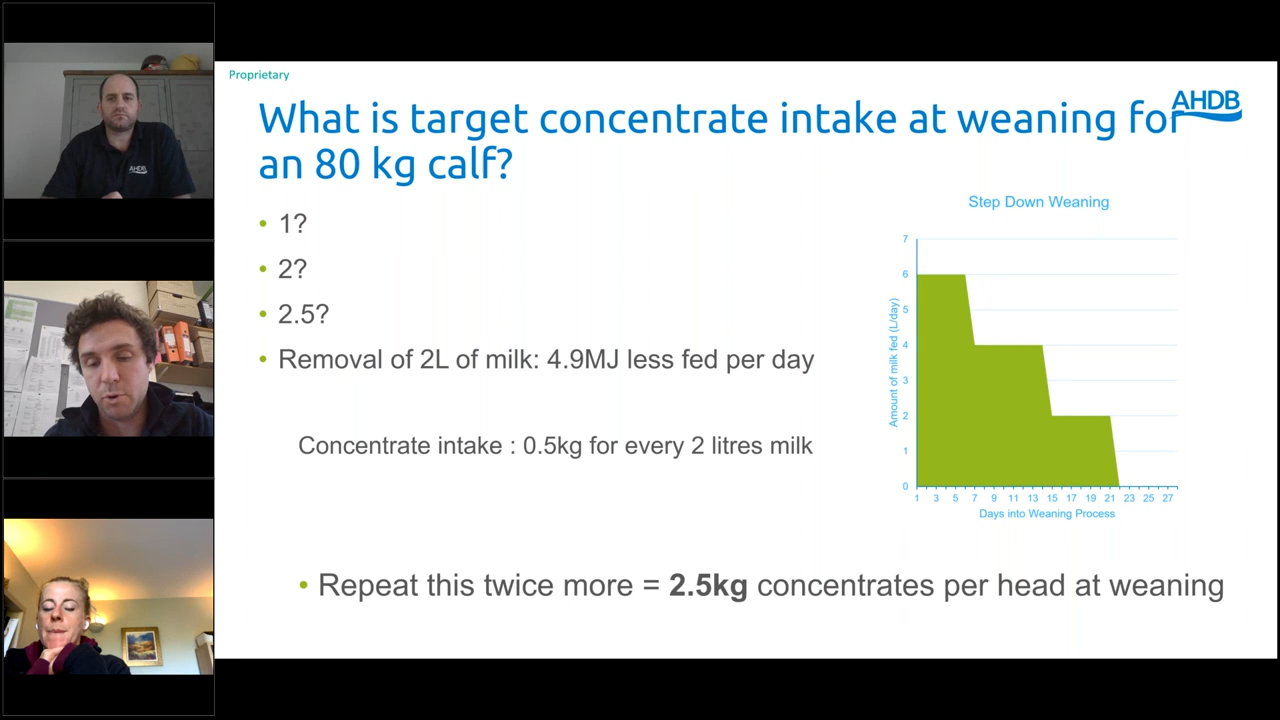 Proprietary
What is target concentrate intake at weaning for
an 80 kg calf?
AHDB
• 1?
• 2?
• 2.5?
• Removal of 2L of milk: 4.9MJ less fed per day
Concentrate intake : 0.5kg for every 2 litres milk
• Repeat this twice more = 2.5kg concentrates per head at weaning
Step Down Weaning
Amount of milk fed (L/day)
7
6
5
4
3
2
1
0
1 3 5 7 9 11 13 15 17 19 21 23 25 27
Days into Weaning Process
AHDB